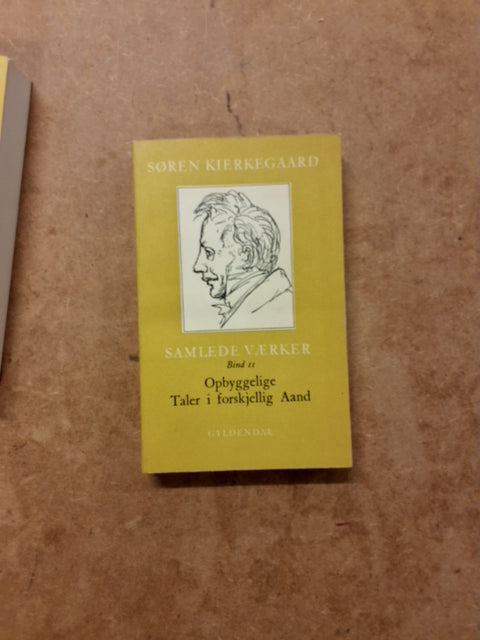 SØREN KIERKEGAARD
SAMLEDE VÆRKER
Bind 11
Opbyggelige
Taler i forskjellig Aand
GYLDENDAL